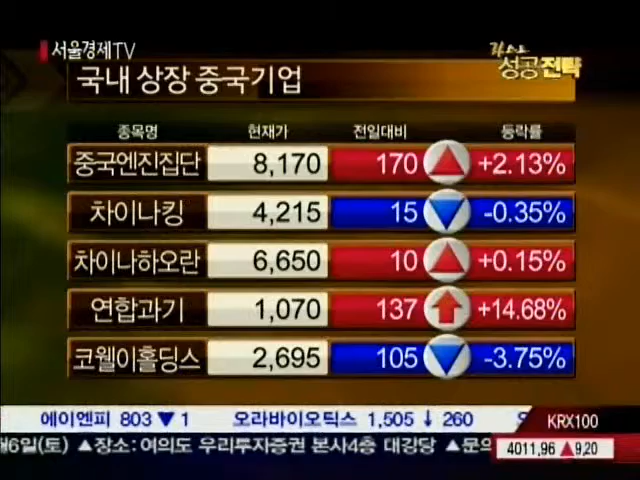 서울경제TV
성공전략
국내 상장 중국기업
종목명 현재가 전일대비 등락률
중국엔진집단 8,170 170 ▲ +2.13%
차이나킹 4,215 15 ▼ -0.35%
차이나하오란 6,650 10 ▲ +0.15%
연합과기 1,070 137 ⬆ +14.68%
코웰이홀딩스 2,695 105 ▼ -3.75%
에이엔피 803 ▼ 1 오라바이오틱스 1,505 ↓ 260
KRX100
6일(토) ▲장소: 여의도 우리투자증권 본사4층 대강당 ▲문의
4011,96 ▲9,20